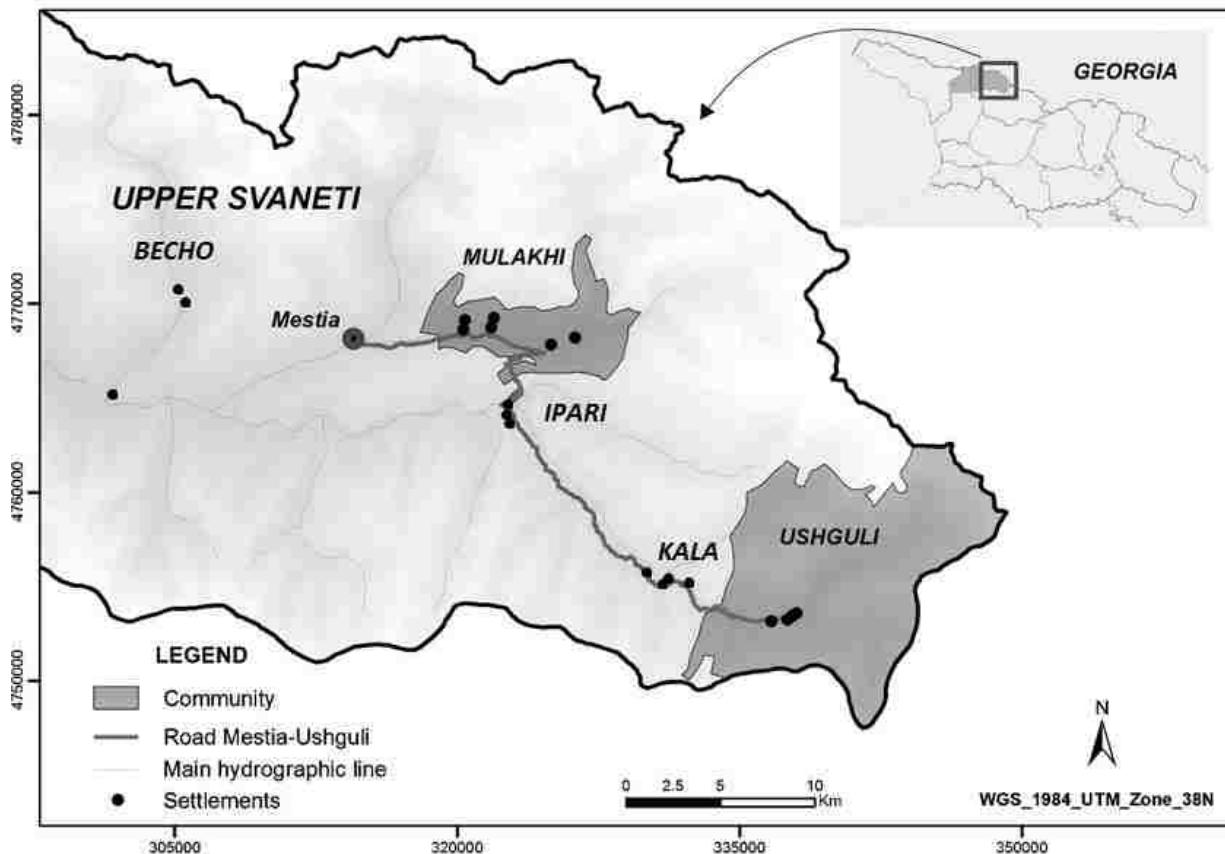 GEORGIA
4780000
UPPER SVANETI
BECHO
MULAKHI
4770000
Mestia
IPARI
4760000
KALA
USHGULI
LEGEND
4750000
Community
Road Mestia-Ushguli
Main hydrographic line
Settlements
N
0 2.5 5 10
Km
WGS_1984_UTM_Zone_38N
305000 320000 335000 350000